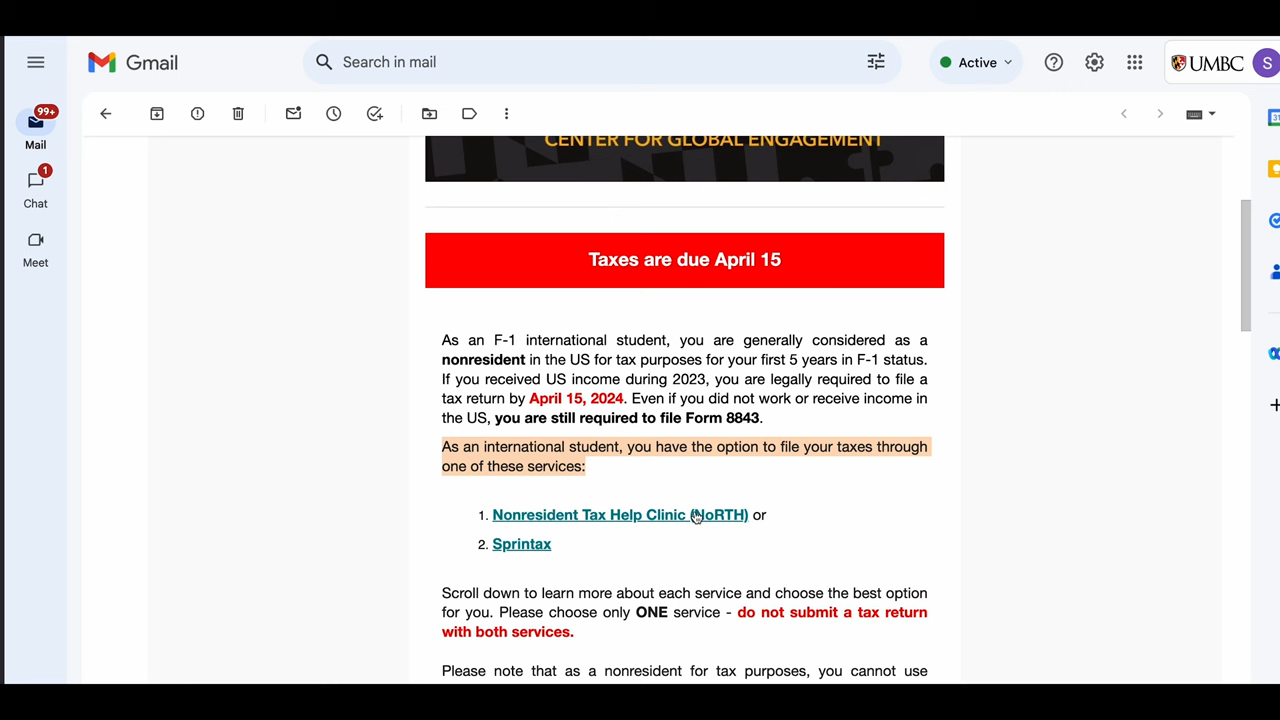 Gmail
Search in mail
Active
UMBC
S
99+
Mail
1
Chat
Meet
CENTER FOR GLOBAL ENGAGEMENT
Taxes are due April 15
As an F-1 international student, you are generally considered as a
nonresident in the US for tax purposes for your first 5 years in F-1 status.
If you received US income during 2023, you are legally required to file a
tax return by April 15, 2024. Even if you did not work or receive income in
the US, you are still required to file Form 8843.
As an international student, you have the option to file your taxes through
one of these services:
1. Nonresident Tax Help Clinic (NoRTH) or
2. Sprintax
Scroll down to learn more about each service and choose the best option
for you. Please choose only ONE service - do not submit a tax return
with both services.
Please note that as a nonresident for tax purposes, you cannot use